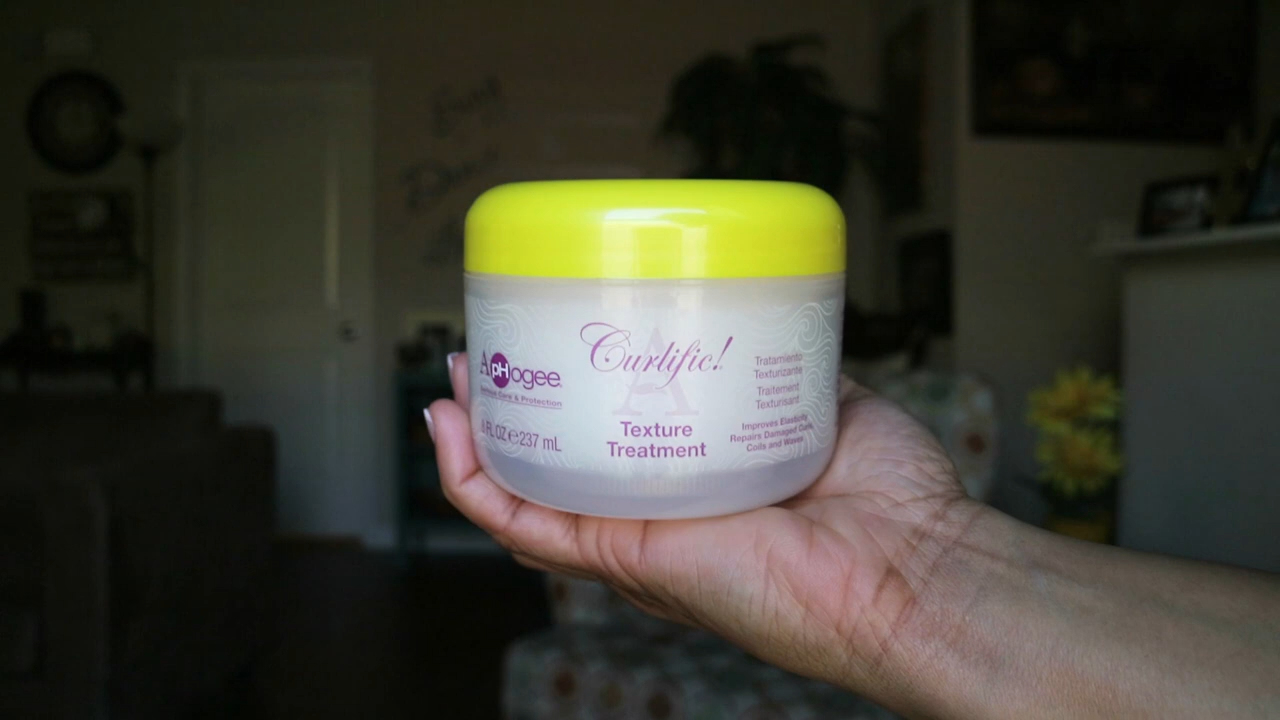 ApHogee
& Protection
8 FL OZ ℮ 237 mL
Curlific!
Texture
Treatment
Tratamiento
Texturizante
Traitement
Texturisant
Improves Elasticity
Repairs Damaged Curls,
Coils and Waves